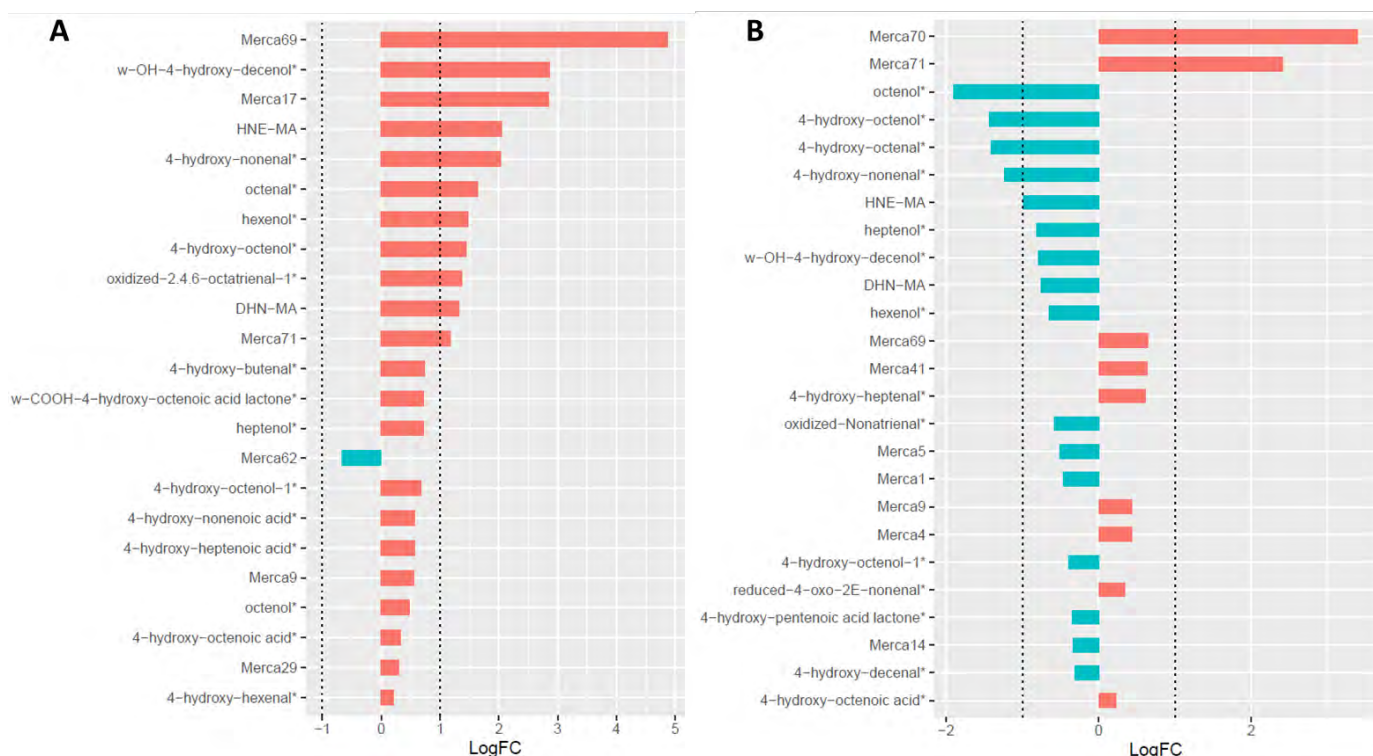 A
Merca69
w-OH-4-hydroxy-decenol*
Merca17
HNE-MA
4-hydroxy-nonenal*
octenal*
hexenol*
4-hydroxy-octenol*
oxidized-2.4.6-octatrienal-1*
DHN-MA
Merca71
4-hydroxy-butenal*
w-COOH-4-hydroxy-octenoic acid lactone*
heptenol*
Merca62
4-hydroxy-octenol-1*
4-hydroxy-nonenoic acid*
4-hydroxy-heptenoic acid*
Merca9
octenol*
4-hydroxy-octenoic acid*
Merca29
4-hydroxy-hexenal*
-1 0 1 2 3 4 5
LogFC
B
Merca70
Merca71
octenol*
4-hydroxy-octenol*
4-hydroxy-octenal*
4-hydroxy-nonenal*
HNE-MA
heptenol*
w-OH-4-hydroxy-decenol*
DHN-MA
hexenol*
Merca69
Merca41
4-hydroxy-heptenal*
oxidized-Nonatrienal*
Merca5
Merca1
Merca9
Merca4
4-hydroxy-octenol-1*
reduced-4-oxo-2E-nonenal*
4-hydroxy-pentenoic acid lactone*
Merca14
4-hydroxy-decenal*
4-hydroxy-octenoic acid*
-2 0 2
LogFC